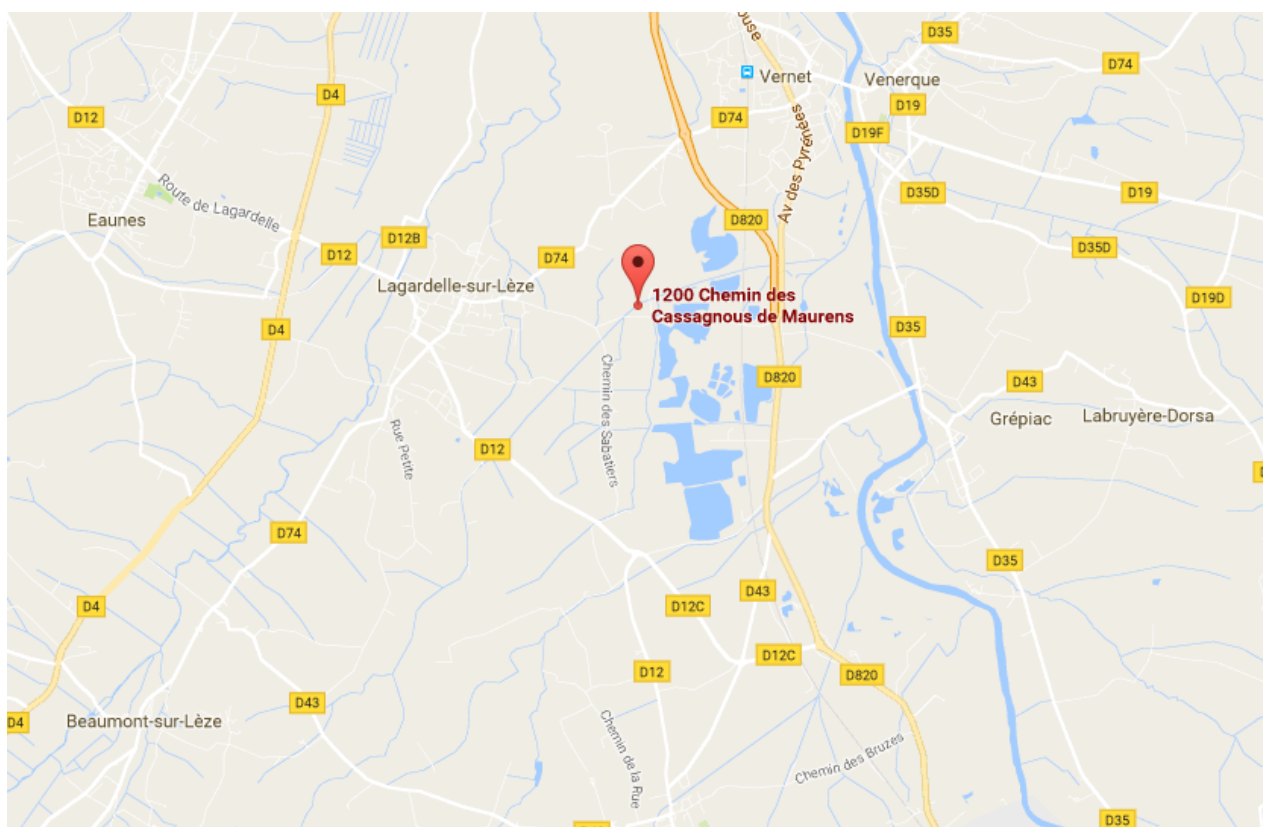 ouse
D35
D74
Vernet
Venerque
D4
D19
D12
D74
D19F
Av des Pyrénées
Route de Lagardelle
D35D
D19
Eaunes
D820
D12B
D35D
D12
D74
Lagardelle-sur-Lèze
1200 Chemin des
Cassagnous de Maurens
D19D
D4
D35
D820
D43
Chemin des Sabatiers
Grépiac
Labruyère-Dorsa
Rue Petite
D12
D74
D35
D4
D43
D12C
D12C
D12
D820
D43
D4
Beaumont-sur-Lèze
Chemin de la Rue
Chemin des Bruzes
D35